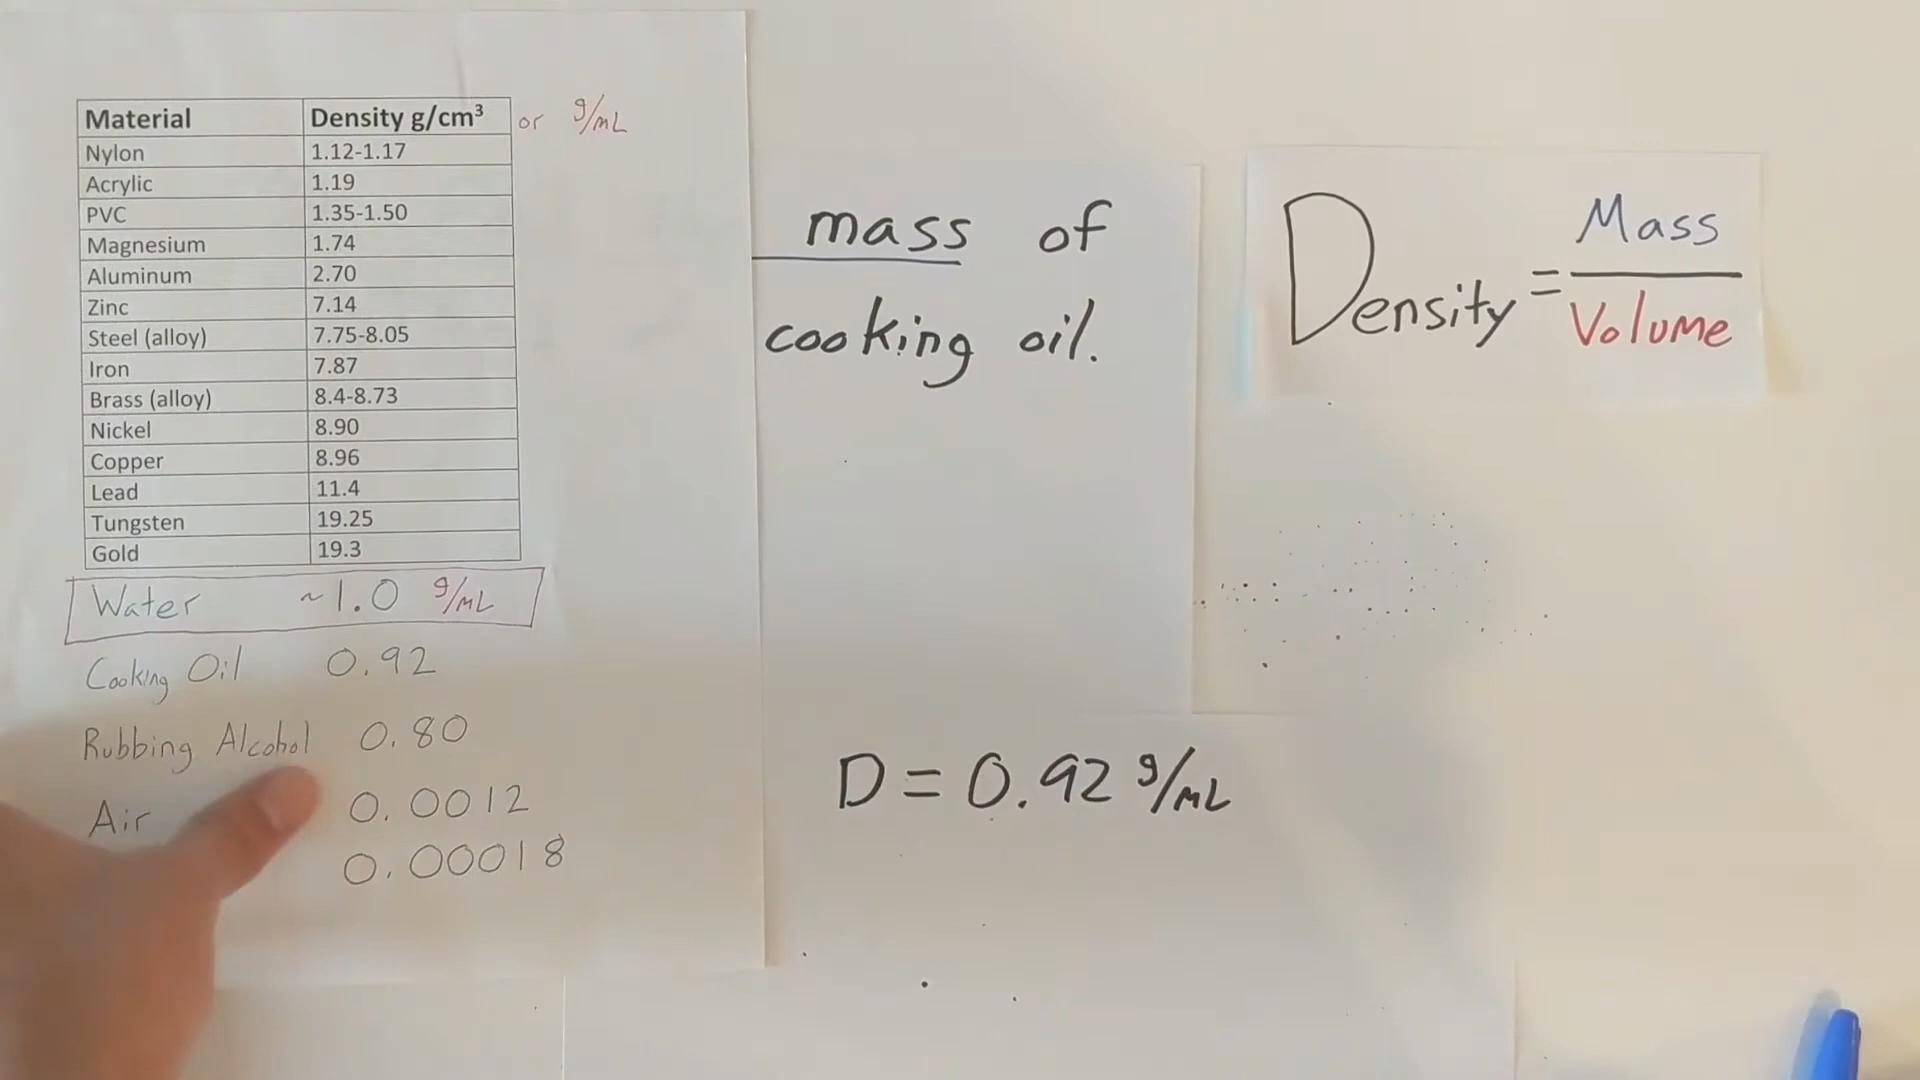 Material Density g/cm³ or g/mL
Nylon 1.12-1.17
Acrylic 1.19
PVC 1.35-1.50
Magnesium 1.74
Aluminum 2.70
Zinc 7.14
Steel (alloy) 7.75-8.05
Iron 7.87
Brass (alloy) 8.4-8.73
Nickel 8.90
Copper 8.96
Lead 11.4
Tungsten 19.25
Gold 19.3
Water ~1.0 g/mL
Cooking Oil 0.92
Rubbing Alcohol 0.80
Air 0.0012
0.00018
mass of
cooking oil.
D = 0.92 g/mL
Density = Mass
Volume